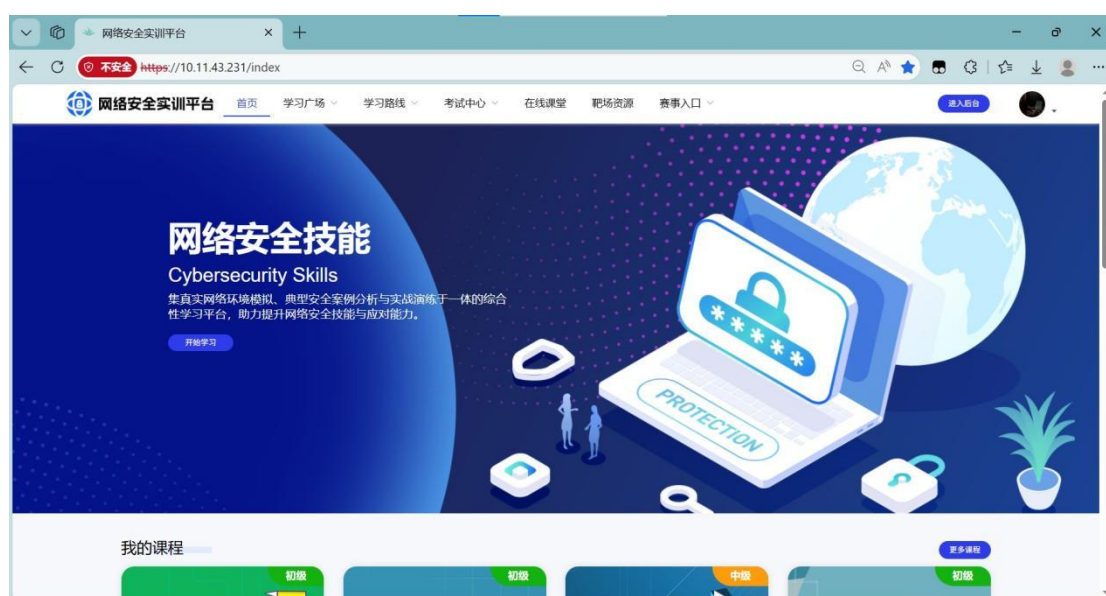 网络安全实训平台
不安全 https://10.11.43.231/index
网络安全实训平台 首页 学习广场 学习路线 考试中心 在线课堂 靶场资源 赛事入口 进入后台
网络安全技能
Cybersecurity Skills
集真实网络环境模拟、典型安全案例分析与实战演练于一体的综合
性学习平台，助力提升网络安全技能与应对能力。
开始学习
*****
PROTECTION
我的课程 更多课程
初级 初级 中级 初级